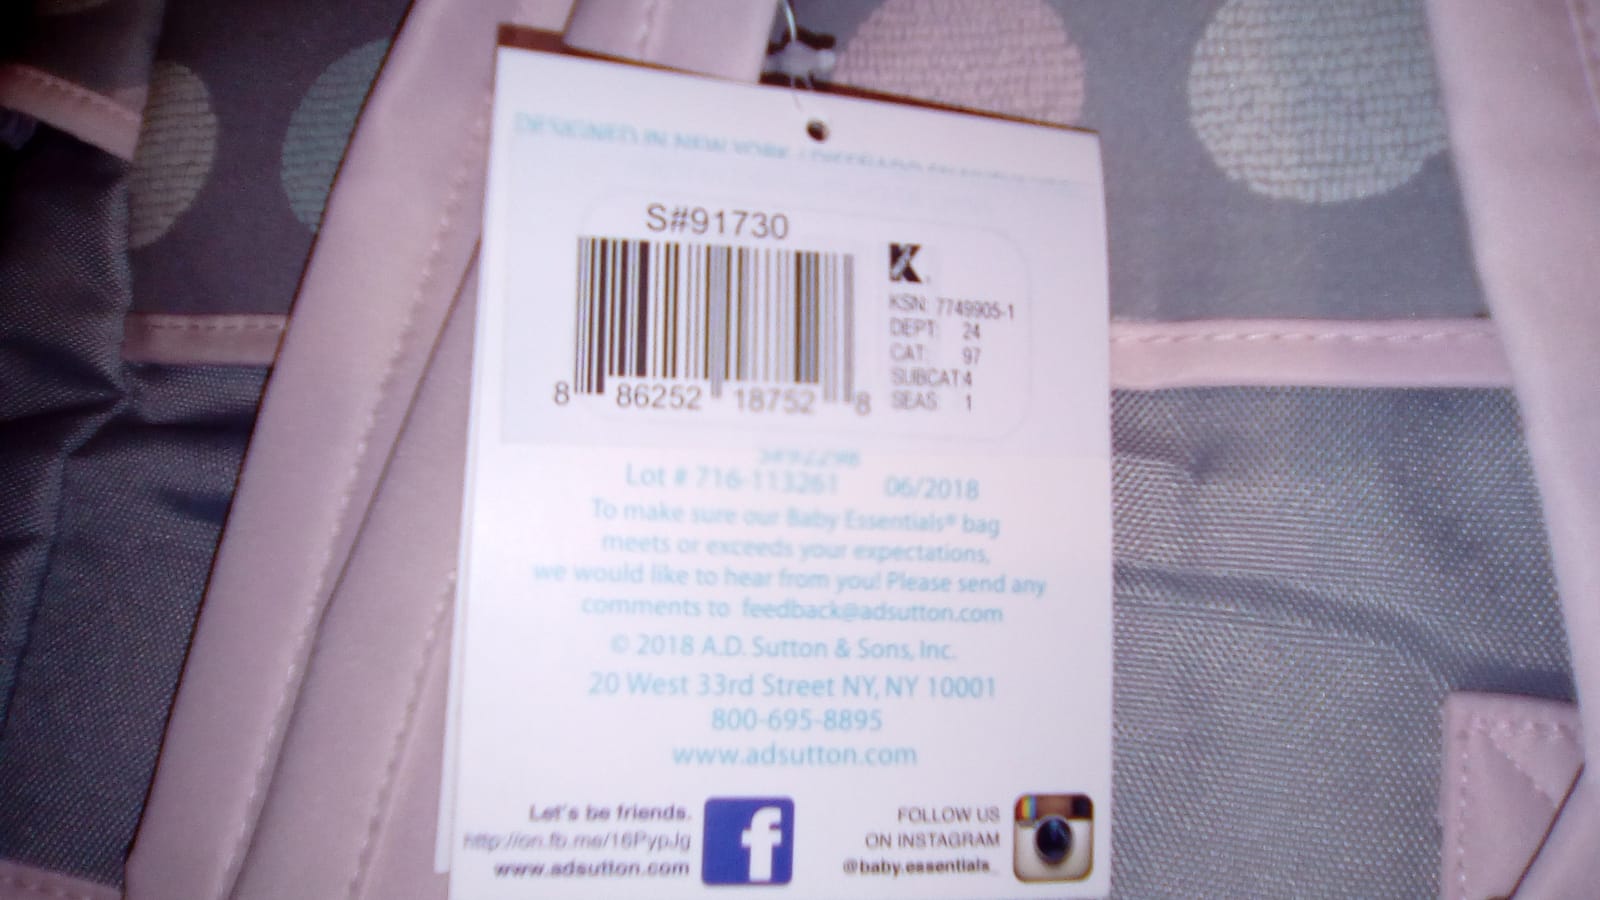 DESIGNED IN NEW YORK /
S#91730
K
KSN: 7749905-1
DEPT: 24
CAT: 97
SUBCAT:4
SEAS: 1
8 86252 18752 8
Lot # 716-113261 06/2018
To make sure our Baby Essentials® bag
meets or exceeds your expectations,
we would like to hear from you! Please send any
comments to feedback@adsutton.com
© 2018 A.D. Sutton & Sons, Inc.
20 West 33rd Street NY, NY 10001
800-695-8895
www.adsutton.com
Let's be friends.
http://on.fb.me/16PypJg
www.adsutton.com
f
FOLLOW US
ON INSTAGRAM
@baby.essentials_